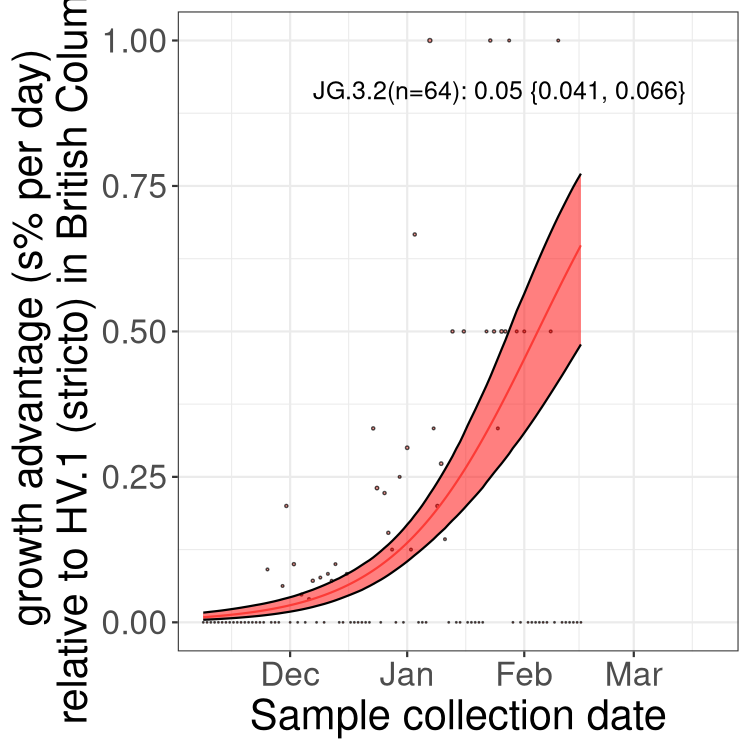 growth advantage (s% per day)
relative to HV.1 (stricto) in British Colum
1.00
0.75
0.50
0.25
0.00
JG.3.2(n=64): 0.05 {0.041, 0.066}
Dec Jan Feb Mar
Sample collection date